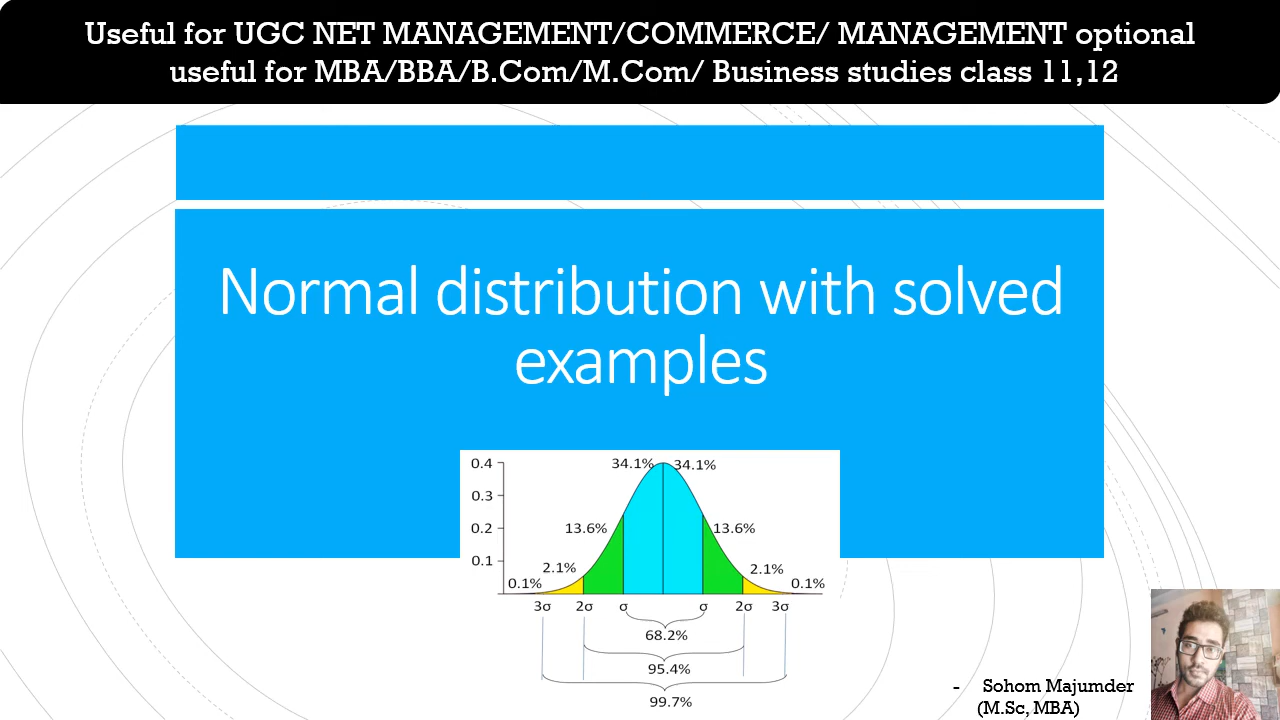 Useful for UGC NET MANAGEMENT/COMMERCE/ MANAGEMENT optional
useful for MBA/BBA/B.Com/M.Com/ Business studies class 11,12
Normal distribution with solved
examples
0.4
34.1%
34.1%
0.3
0.2
13.6%
13.6%
0.1
2.1%
2.1%
0.1%
0.1%
3σ 2σ σ σ 2σ 3σ
68.2%
95.4%
99.7%
- Sohom Majumder
(M.Sc, MBA)